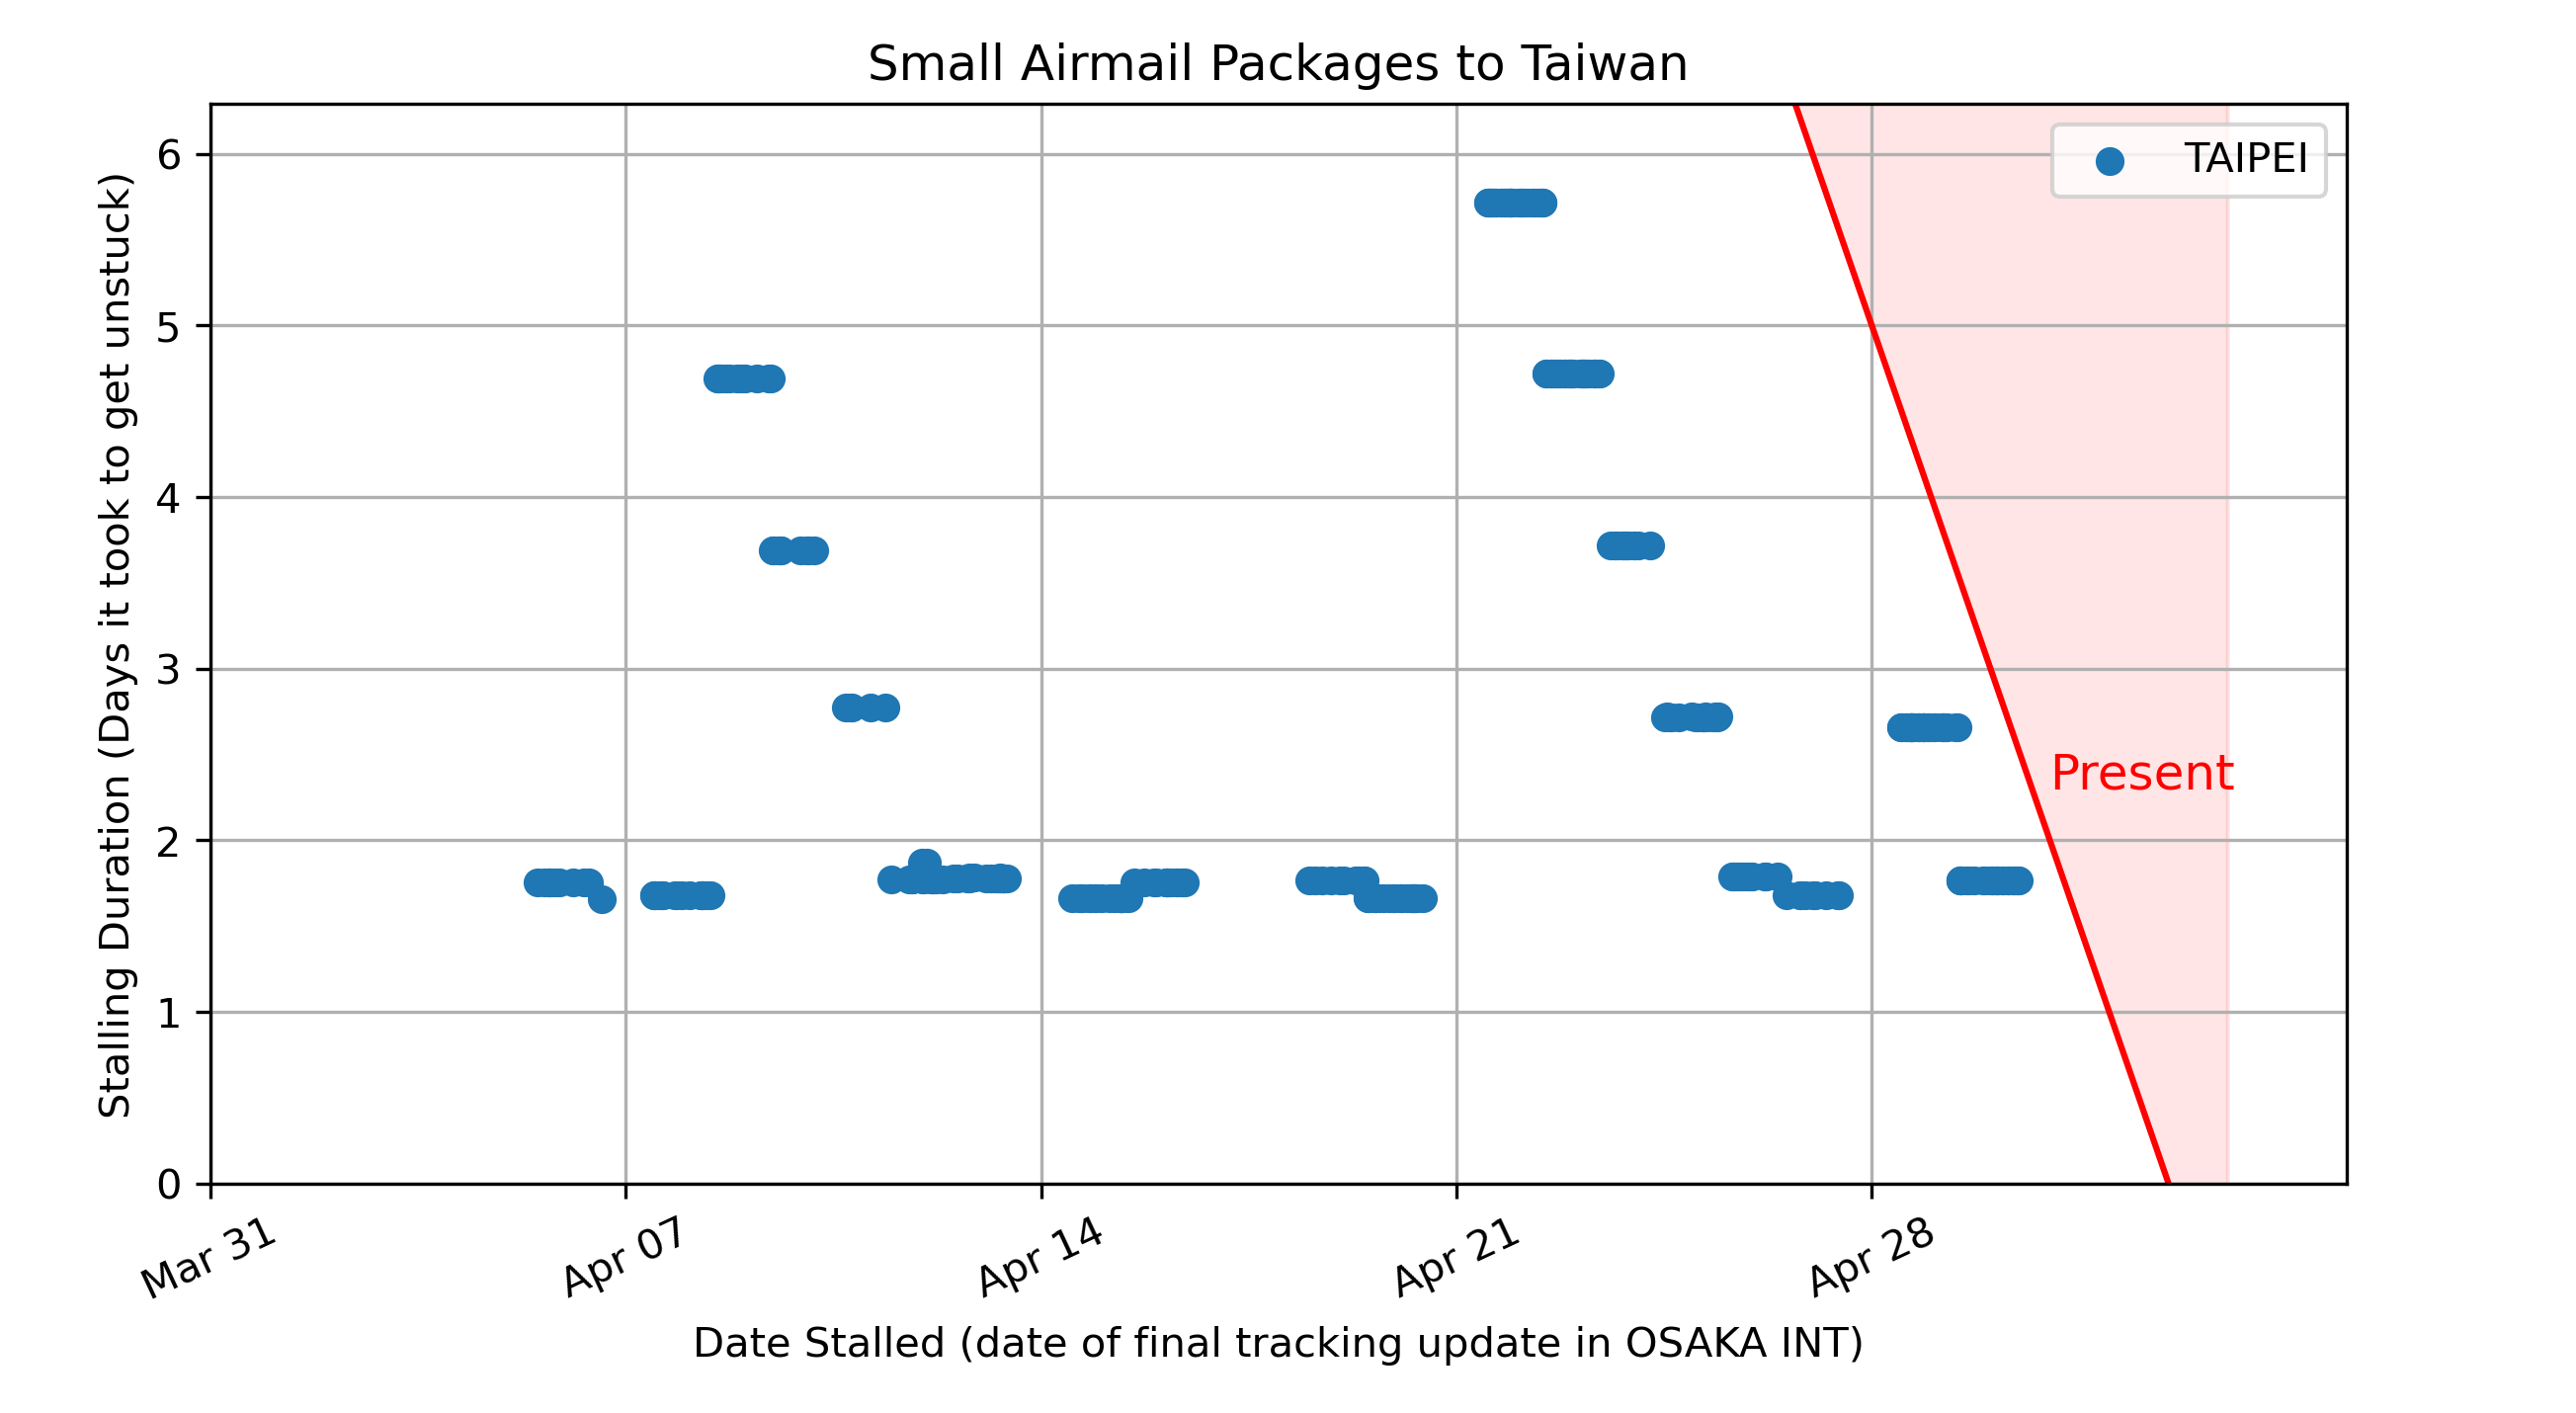 Small Airmail Packages to Taiwan
TAIPEI
Stalling Duration (Days it took to get unstuck)
6
5
4
3
2
1
0
Present
Mar 31
Apr 07
Apr 14
Apr 21
Apr 28
Date Stalled (date of final tracking update in OSAKA INT)